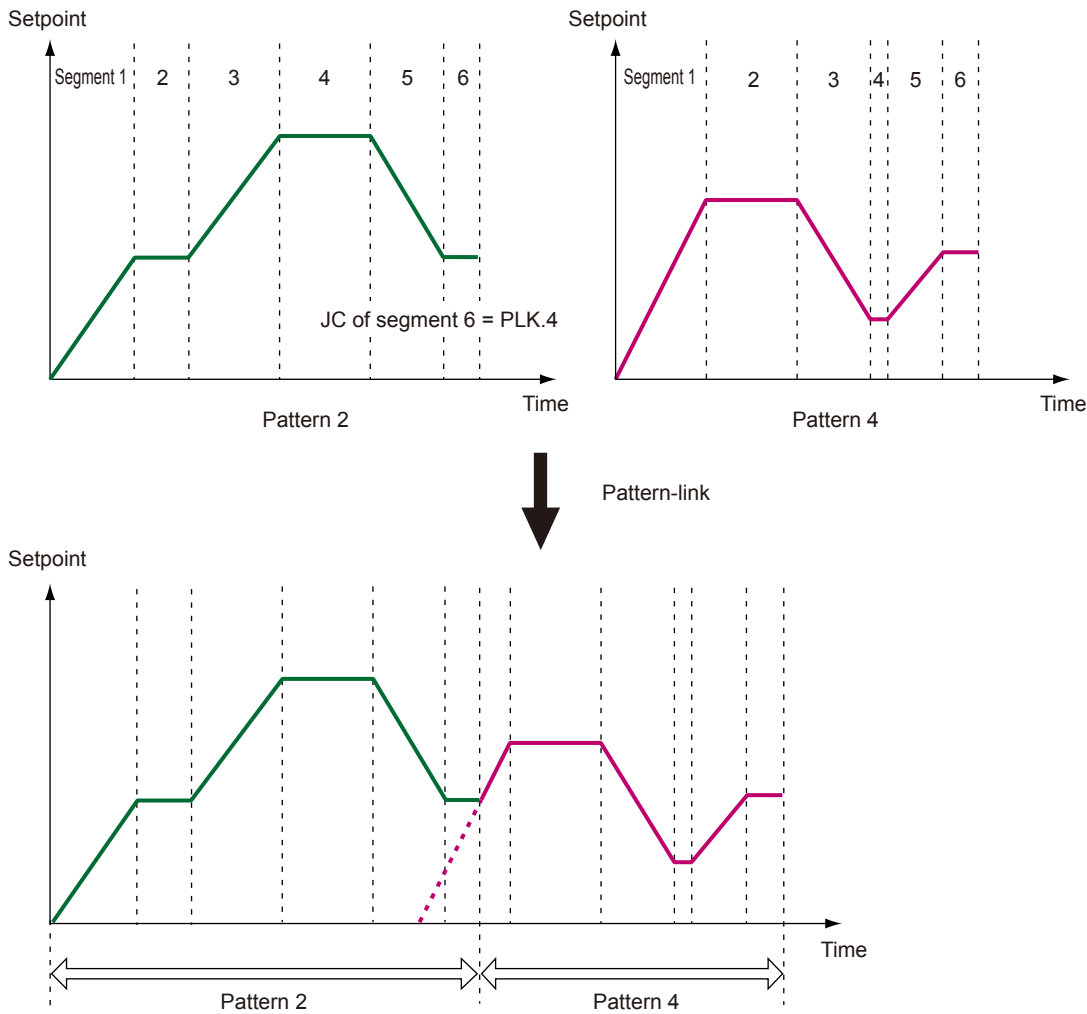 Setpoint
Segment 1 2 3 4 5 6
JC of segment 6 = PLK.4
Time
Pattern 2
Setpoint
Segment 1 2 3 4 5 6
Time
Pattern 4
Pattern-link
Setpoint
Time
Pattern 2
Pattern 4